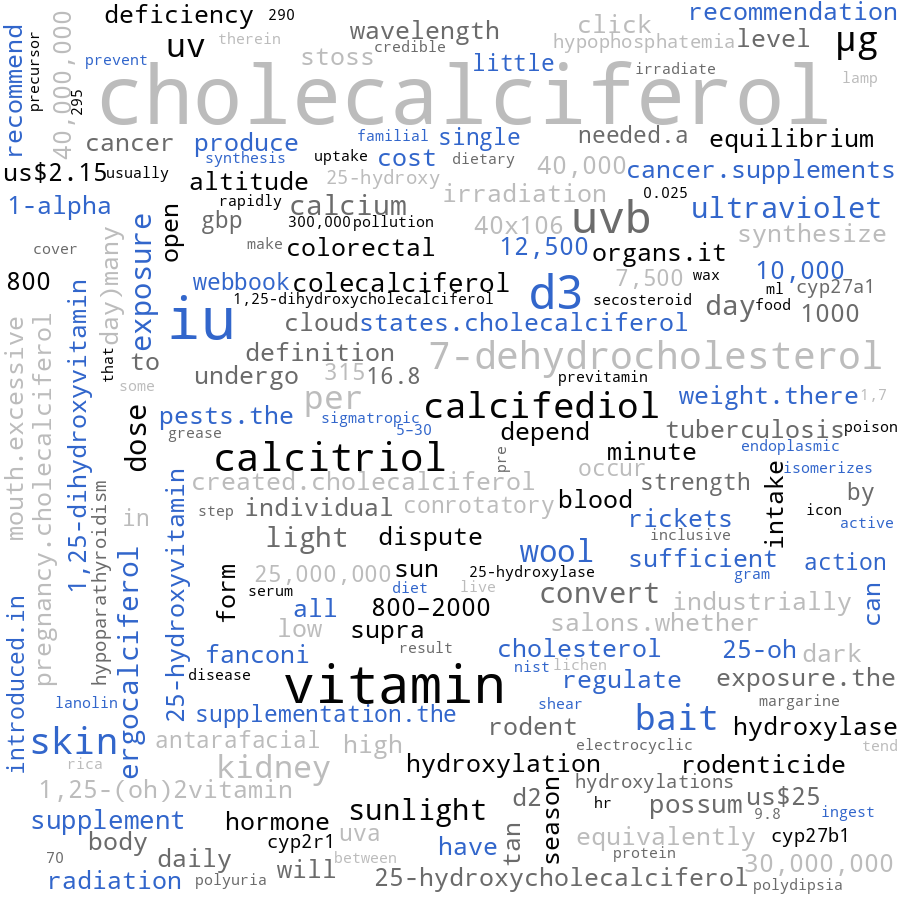 deficiency 290
recommendation
click
wavelength
therein
credible
hypophosphatemia
level
µg
uv
stoss
prevent
little
irradiate
lamp
recommend
precursor
40,000,000
295
cholecalciferol
cancer
produce
familial
single
needed.a
equilibrium
synthesis
uptake
cost
dietary
40,000
cancer.supplements
us$2.15
usually
altitude
25-hydroxy
irradiation
0.025
1-alpha
rapidly
calcium
gbp
300,000
pollution
40x106
uvb
ultraviolet
synthesize
open
exposure
day)many
cover
make
colorectal
12,500
organs.it
800
webbook
colecalciferol
d3
7,500
wax
10,000
ml
cyp27a1
1,25-dihydroxycholecalciferol
secosteroid
day
food
1000
iu
cloud
states.cholecalciferol
that
to
definition
7-dehydrocholesterol
some
undergo
315
16.8
previtamin
per
calcifediol
weight.there
1,7
mouth.excessive
pregnancy.cholecalciferol
1,25-dihydroxyvitamin
dose
pests.the
sigmatropic
5–30
grease
depend
tuberculosis
poison
calcitriol
pre
minute
endoplasmic
occur
isomerizes
created.cholecalciferol
strength
intake
by
hypoparathyroidism
in
25-hydroxyvitamin
step
individual
conrotatory
blood
icon
rickets
active
light
dispute
inclusive
wool
sufficient
action
form
25,000,000
sun
25-hydroxylase
gram
serum
diet
live
convert
can
all
800–2000
industrially
low
supra
salons.whether
introduced.in
ergocalciferol
fanconi
result
cholesterol
25-oh
dark
disease
vitamin
nist
lichen
regulate
exposure.the
lanolin
supplementation.the
shear
margarine
skin
rodent
bait
hydroxylase
antarafacial
high
electrocyclic
tend
rica
kidney
hydroxylation
rodenticide
1,25-(oh)2vitamin
hydroxylations
sunlight
d2
hr
possum
us$25
9.8
ingest
supplement
hormone
season
tan
body
cyp2r1
uva
have
equivalently
cyp27b1
70
daily
between
protein
30,000,000
radiation
polyuria
will
25-hydroxycholecalciferol
polydipsia